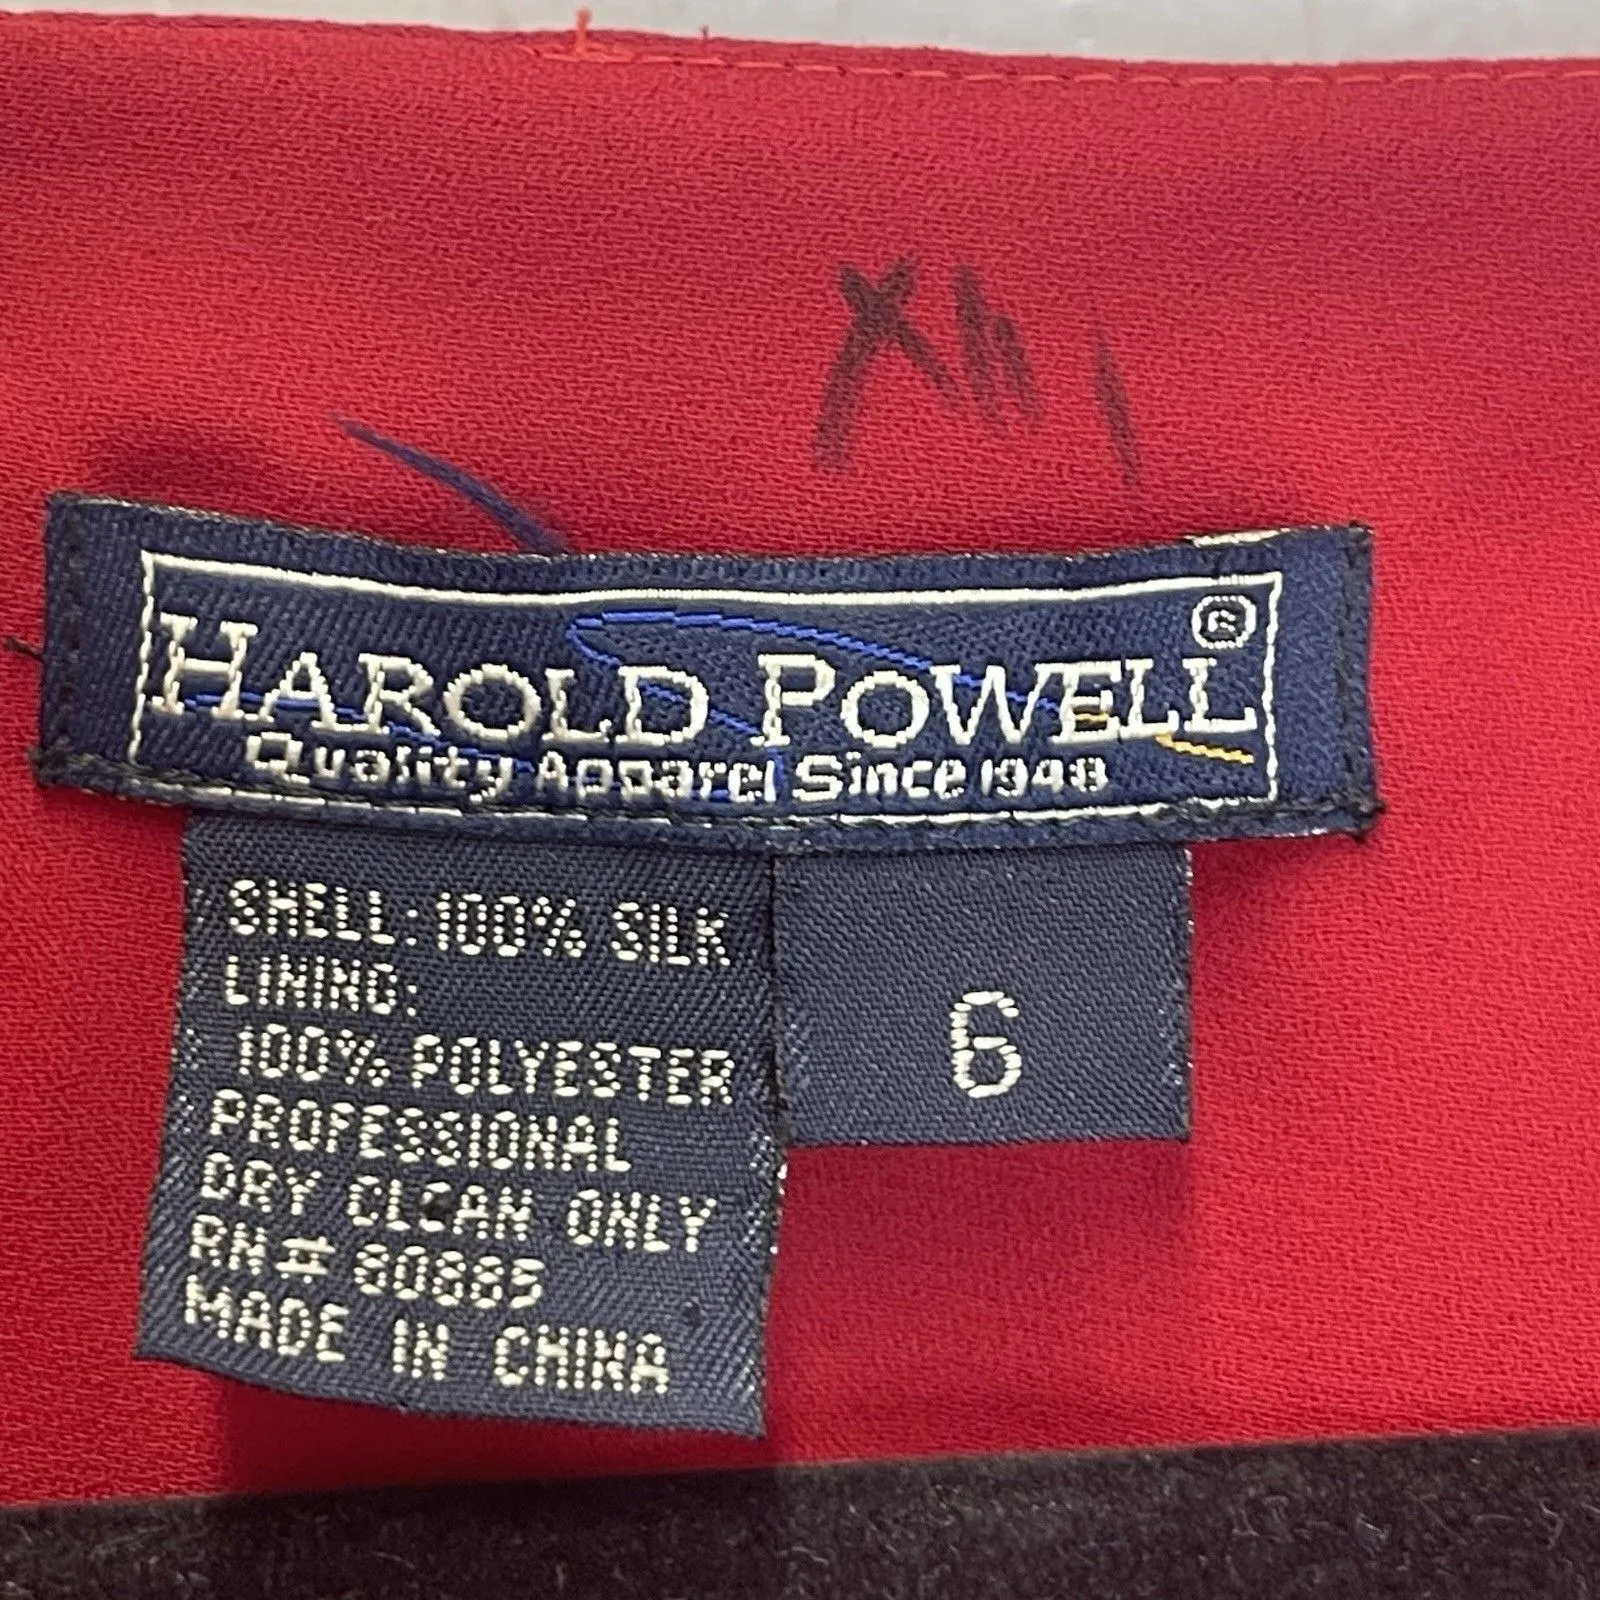 HAROLD POWELL ®
Quality Apparel Since 1948
SHELL: 100% SILK
LINING:
100% POLYESTER
PROFESSIONAL
DRY CLEAN ONLY
RN# 60885
MADE IN CHINA
6